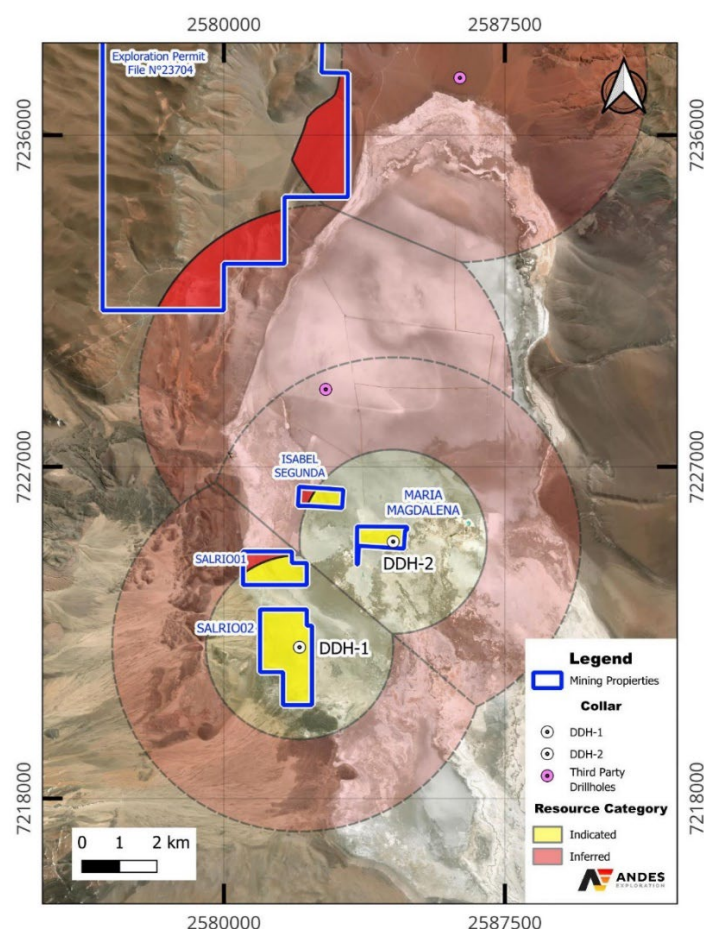 2580000
2587500
Exploration Permit
File N°23704
7236000
7236000
7227000
7227000
ISABEL
SEGUNDA
MARIA
MAGDALENA
DDH-2
SALRIO01
SALRIO02
DDH-1
7218000
7218000
Legend
Mining Propierties
Collar
DDH-1
DDH-2
Third Party
Drillholes
Resource Category
Indicated
Inferred
ANDES
EXPLORATION
0 1 2 km
2580000
2587500